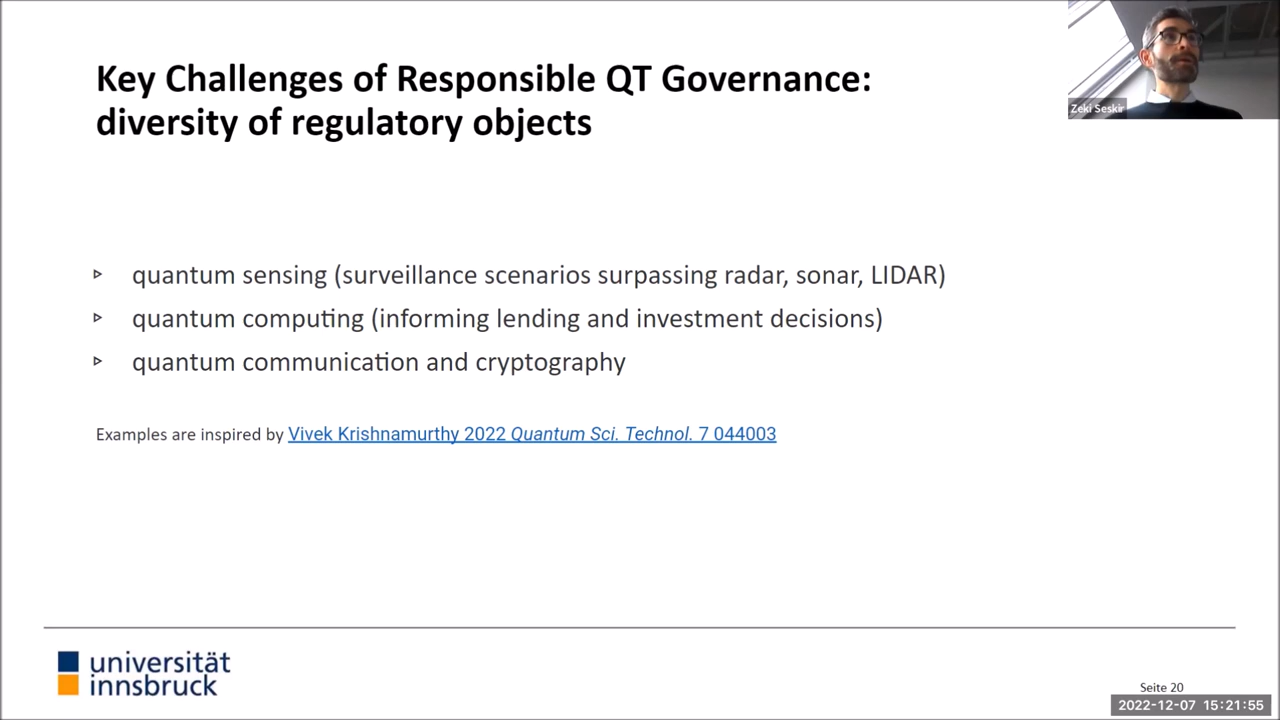 Key Challenges of Responsible QT Governance:
diversity of regulatory objects
Zeki Seskir
▹ quantum sensing (surveillance scenarios surpassing radar, sonar, LIDAR)
▹ quantum computing (informing lending and investment decisions)
▹ quantum communication and cryptography
Examples are inspired by Vivek Krishnamurthy 2022 Quantum Sci. Technol. 7 044003
universität
innsbruck
Seite 20
2022-12-07 15:21:55